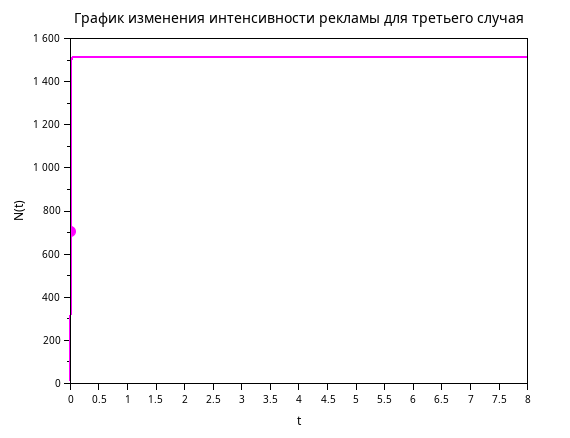 График изменения интенсивности рекламы для третьего случая
1 600
1 400
1 200
1 000
800
600
400
200
0
N(t)
0 0.5 1 1.5 2 2.5 3 3.5 4 4.5 5 5.5 6 6.5 7 7.5 8
t